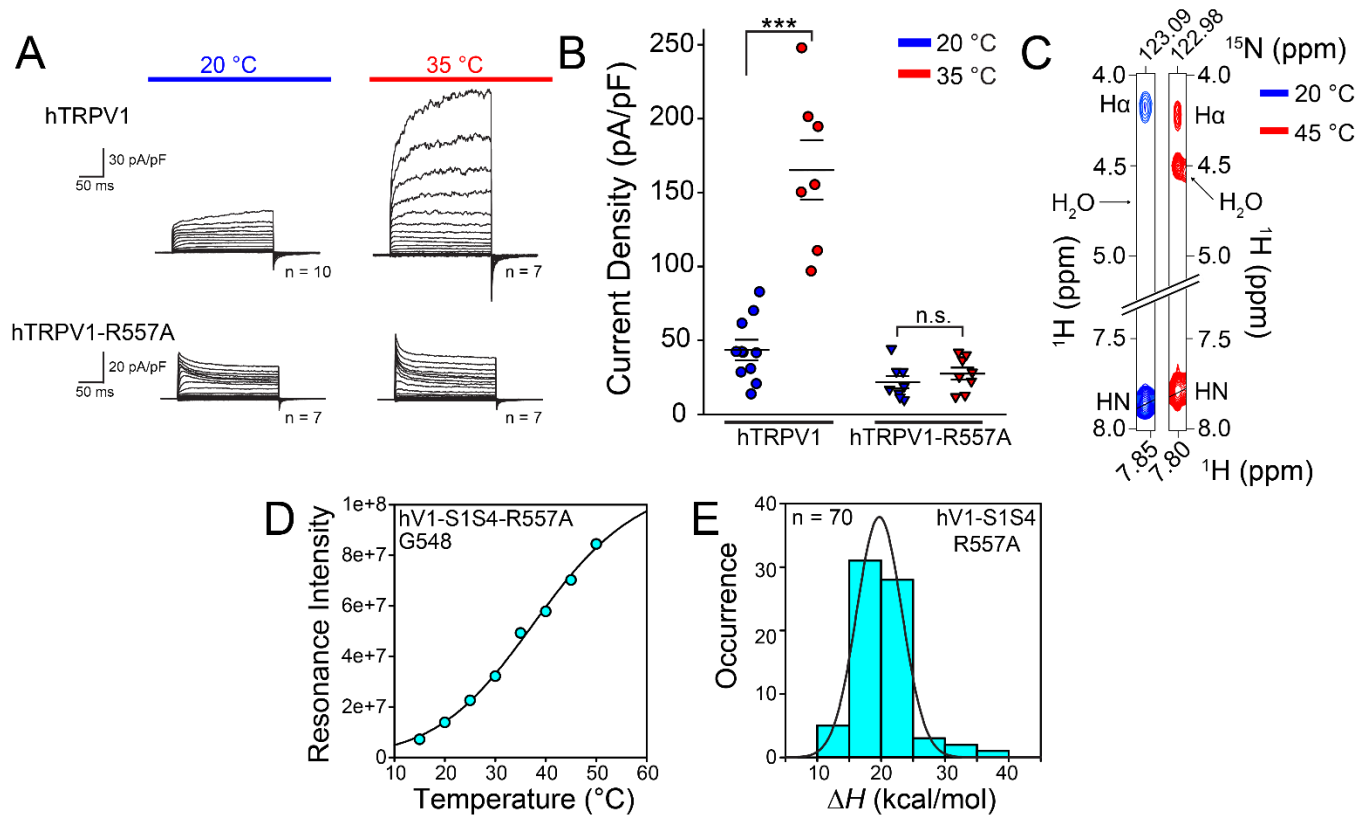 A
20 °C
35 °C
hTRPV1
30 pA/pF
50 ms
n = 10
n = 7
hTRPV1-R557A
20 pA/pF
50 ms
n = 7
n = 7
B
Current Density (pA/pF)
250
200
150
100
50
0
***
20 °C
35 °C
n.s.
hTRPV1
hTRPV1-R557A
C
123.09
122.98
15N (ppm)
4.0
4.0
Hα
Hα
20 °C
45 °C
4.5
4.5
H2O
H2O
5.0
5.0
1H (ppm)
1H (ppm)
7.5
7.5
HN
HN
8.0
8.0
7.85
7.80
1H (ppm)
D
Resonance Intensity
1e+8
8e+7
6e+7
4e+7
2e+7
0
hV1-S1S4-R557A
G548
10 20 30 40 50 60
Temperature (°C)
E
Occurrence
40
30
20
10
0
n = 70
hV1-S1S4
R557A
10 20 30 40
ΔH (kcal/mol)